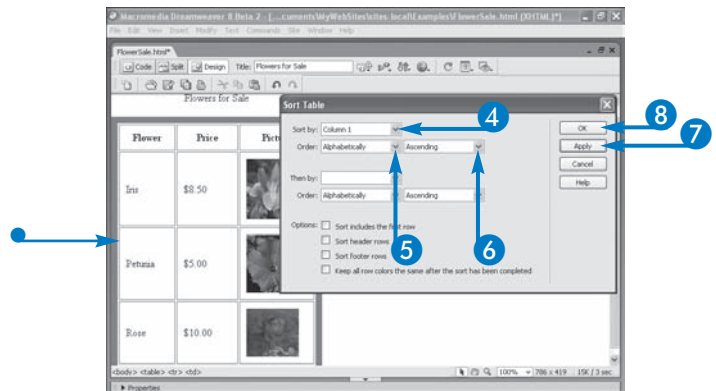 Macromedia Dreamweaver 8 Beta 2 - [...cuments\MyWebSites\sites-local\Examples\FlowerSale.html (XHTML)*]
File Edit View Insert Modify Text Commands Site Window Help
FlowerSale.html*
Code Split Design Title: Flowers for Sale
Flowers for Sale
Sort Table
Flower Price Pictu
Sort by: Column 1
Order: Alphabetically Ascending
Then by:
Order: Alphabetically Ascending
Options: Sort includes the first row
Sort header rows
Sort footer rows
Keep all row colors the same after the sort has been completed
OK
Apply
Cancel
Help
4
5
6
7
8
Iris $8.50
Petunia $5.00
Rose $10.00
<body> <table> <tr> <td> 100% 786 x 419 15K / 3 sec
Properties